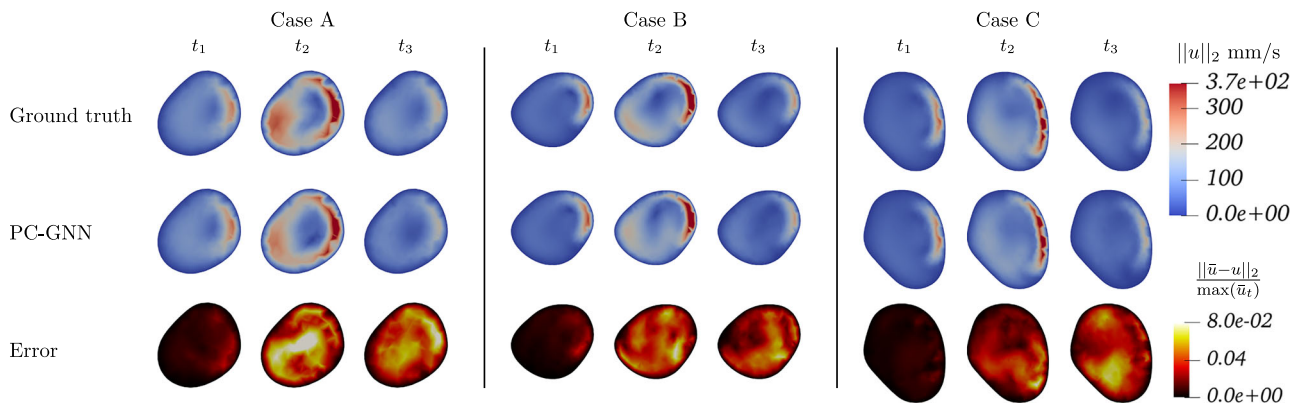 Case A Case B Case C
t₁ t₂ t₃ t₁ t₂ t₃ t₁ t₂ t₃
||u||₂ mm/s
3.7e+02
300
200
100
0.0e+00
Ground truth
PC-GNN
Error
||ū−u||₂
max(ū_t)
8.0e-02
0.04
0.0e+00